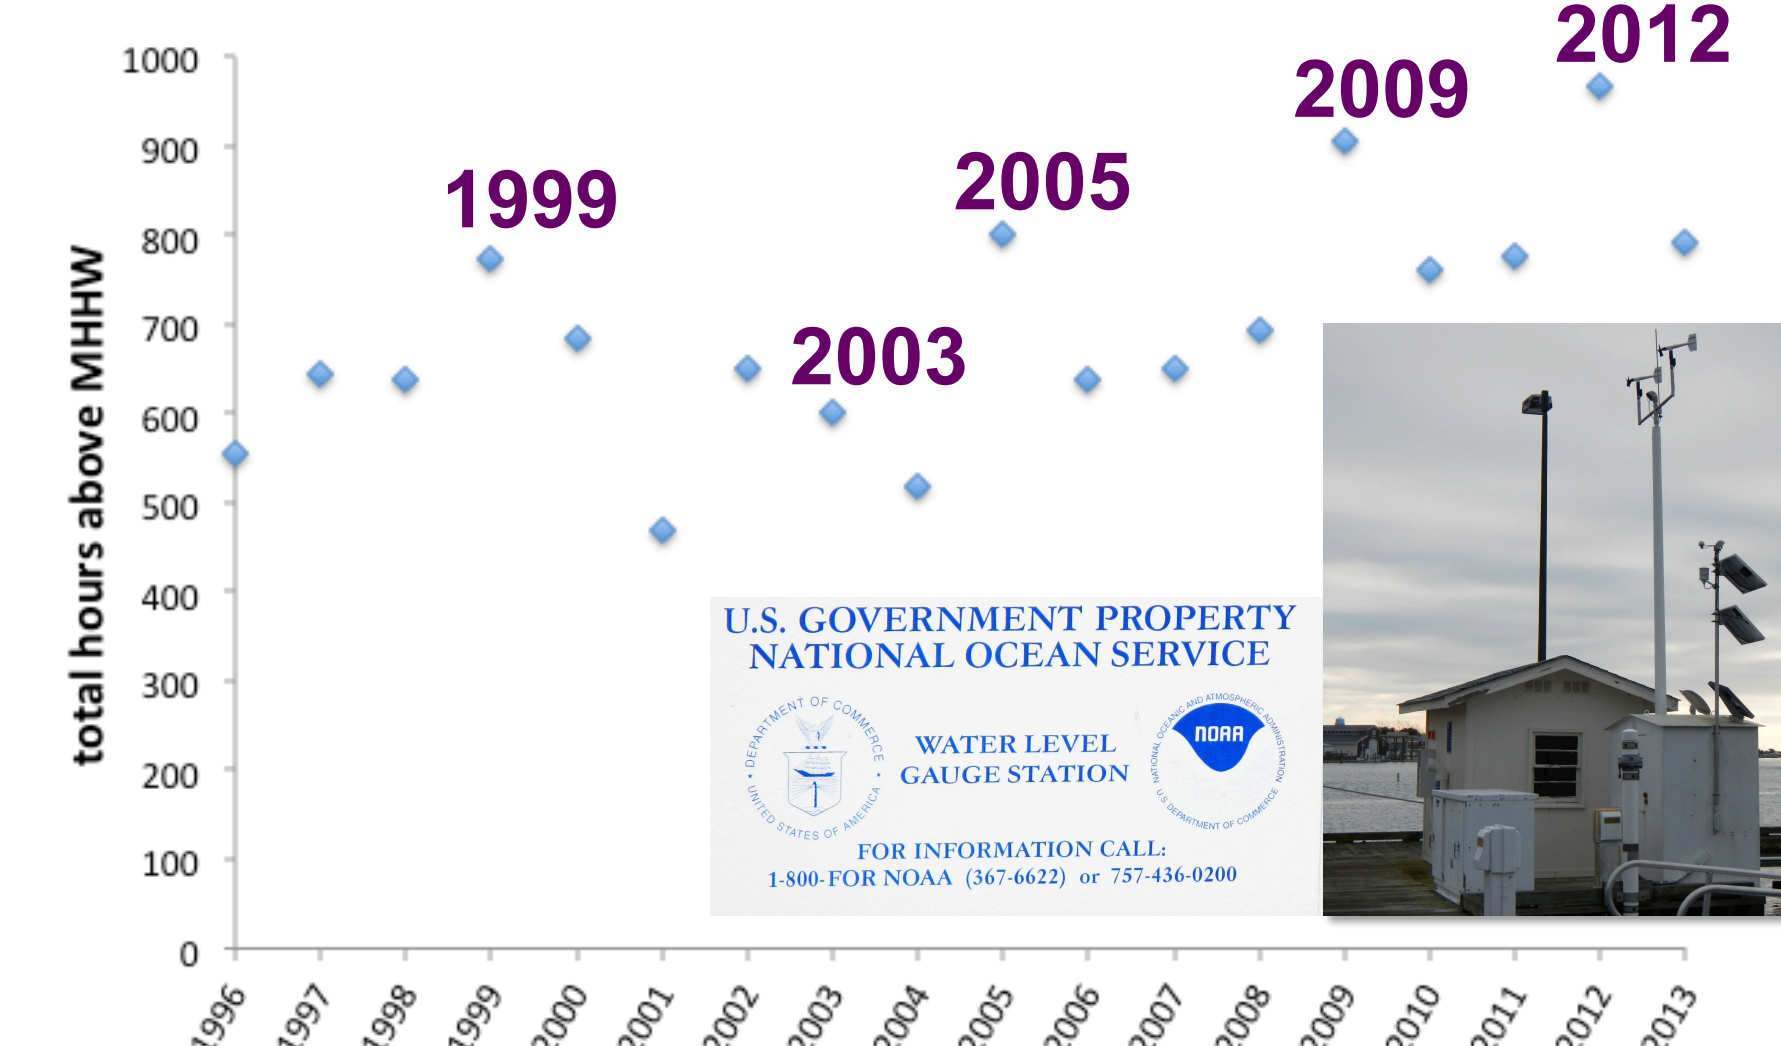 2012
2009
2005
1999
2003
total hours above MHHW
1000
900
800
700
600
500
400
300
200
100
0
1996
1997
1998
1999
2000
2001
2002
2003
2004
2005
2006
2007
2008
2009
2010
2011
2012
2013
U.S. GOVERNMENT PROPERTY
NATIONAL OCEAN SERVICE
DEPARTMENT OF COMMERCE
UNITED STATES OF AMERICA
WATER LEVEL
GAUGE STATION
NATIONAL OCEANIC AND ATMOSPHERIC ADMINISTRATION
NOAA
U.S. DEPARTMENT OF COMMERCE
FOR INFORMATION CALL:
1-800-FOR NOAA (367-6622) or 757-436-0200